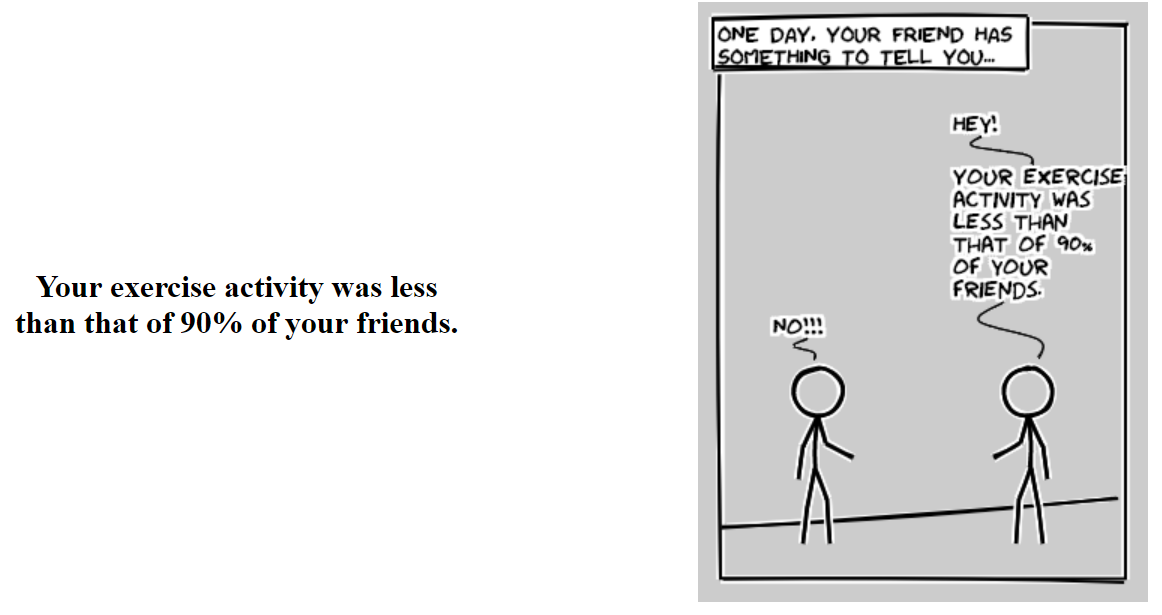 Your exercise activity was less
than that of 90% of your friends.
ONE DAY, YOUR FRIEND HAS
SOMETHING TO TELL YOU...
HEY!
YOUR EXERCISE
ACTIVITY WAS
LESS THAN
THAT OF 90%
OF YOUR
FRIENDS.
NO!!!